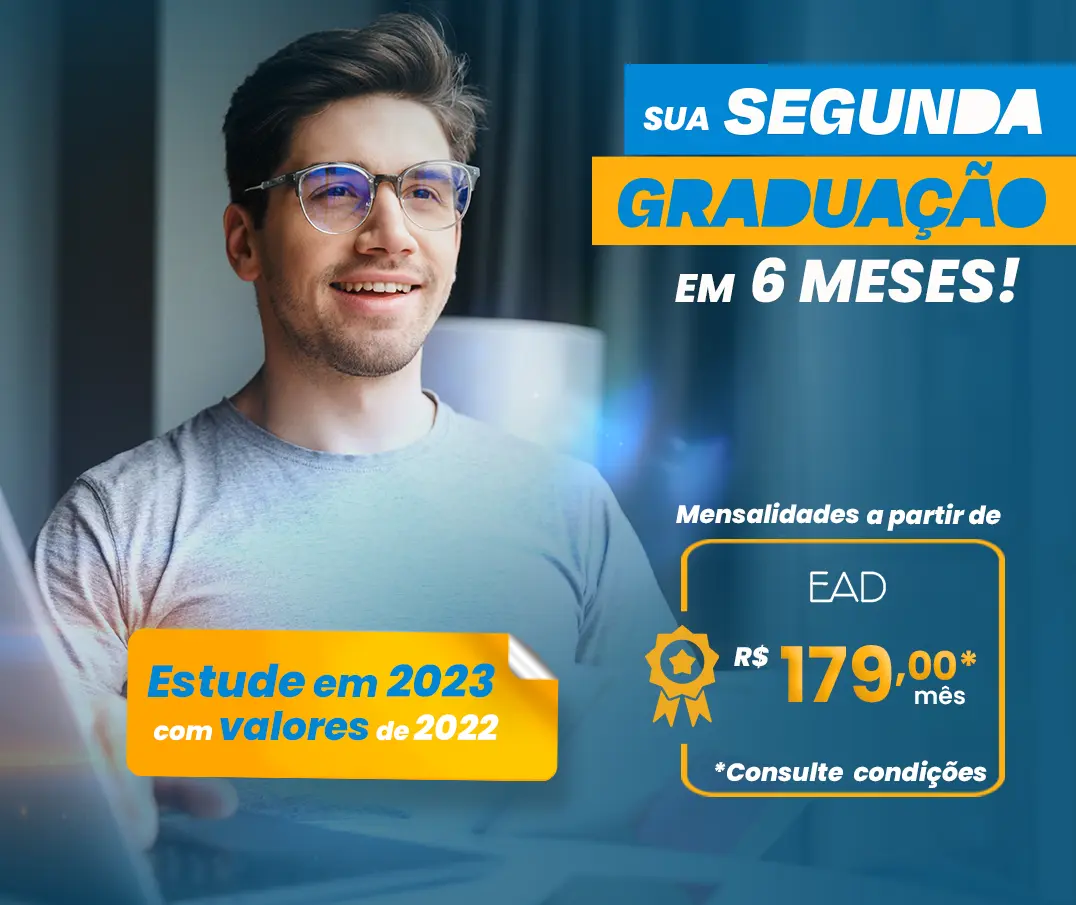 SUA SEGUNDA
GRADUAÇÃO
EM 6 MESES!
Mensalidades a partir de
EAD
R$ 179,00*
mês
*Consulte condições
Estude em 2023
com valores de 2022